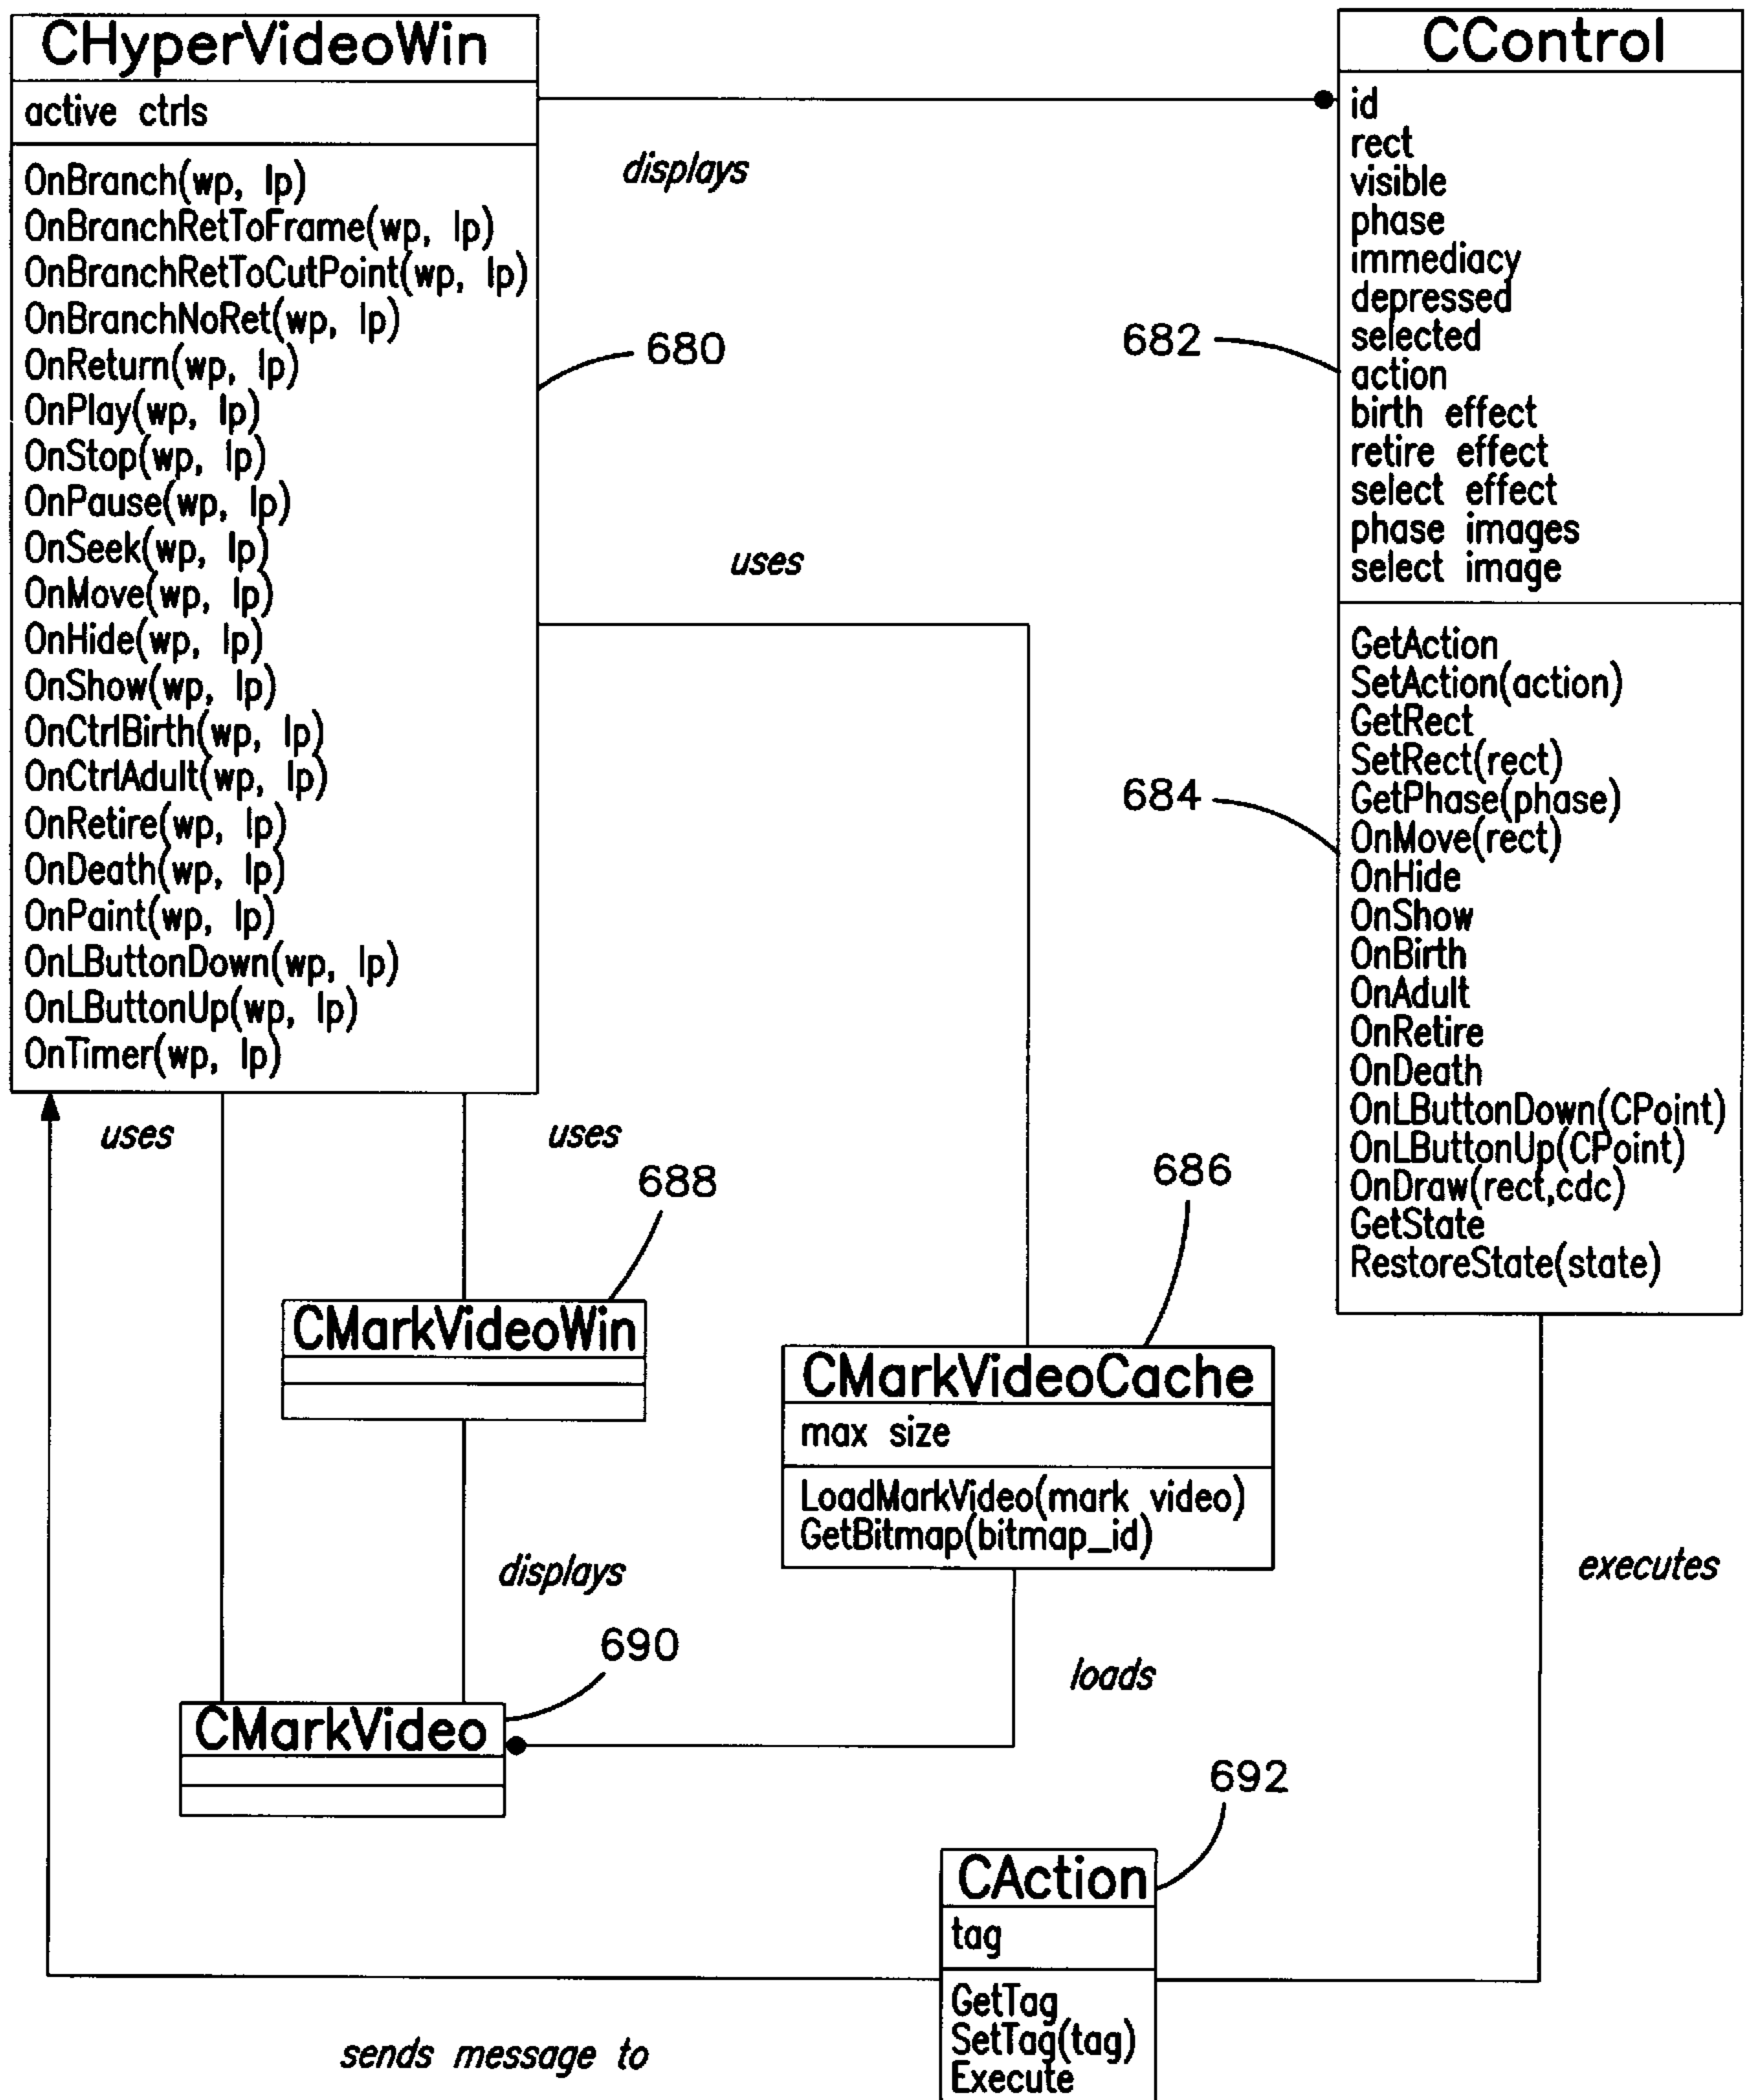 CHyperVideoWin
active ctrls
OnBranch(wp, lp)
OnBranchRetToFrame(wp, lp)
OnBranchRetToCutPoint(wp, lp)
OnBranchNoRet(wp, lp)
OnReturn(wp, lp)
OnPlay(wp, lp)
OnStop(wp, lp)
OnPause(wp, lp)
OnSeek(wp, lp)
OnMove(wp, lp)
OnHide(wp, lp)
OnShow(wp, lp)
OnCtrlBirth(wp, lp)
OnCtrlAdult(wp, lp)
OnRetire(wp, lp)
OnDeath(wp, lp)
OnPaint(wp, lp)
OnLButtonDown(wp, lp)
OnLButtonUp(wp, lp)
OnTimer(wp, lp)
680
displays
uses
CControl
id
rect
visible
phase
immediacy
depressed
selected
action
birth effect
retire effect
select effect
phase images
select image
682
GetAction
SetAction(action)
GetRect
SetRect(rect)
GetPhase(phase)
OnMove(rect)
OnHide
OnShow
OnBirth
OnAdult
OnRetire
OnDeath
OnLButtonDown(CPoint)
OnLButtonUp(CPoint)
OnDraw(rect,cdc)
GetState
RestoreState(state)
684
uses
uses
688
CMarkVideoWin
686
CMarkVideoCache
max size
LoadMarkVideo(mark video)
GetBitmap(bitmap_id)
displays
executes
690
loads
CMarkVideo
692
CAction
tag
GetTag
SetTag(tag)
Execute
sends message to